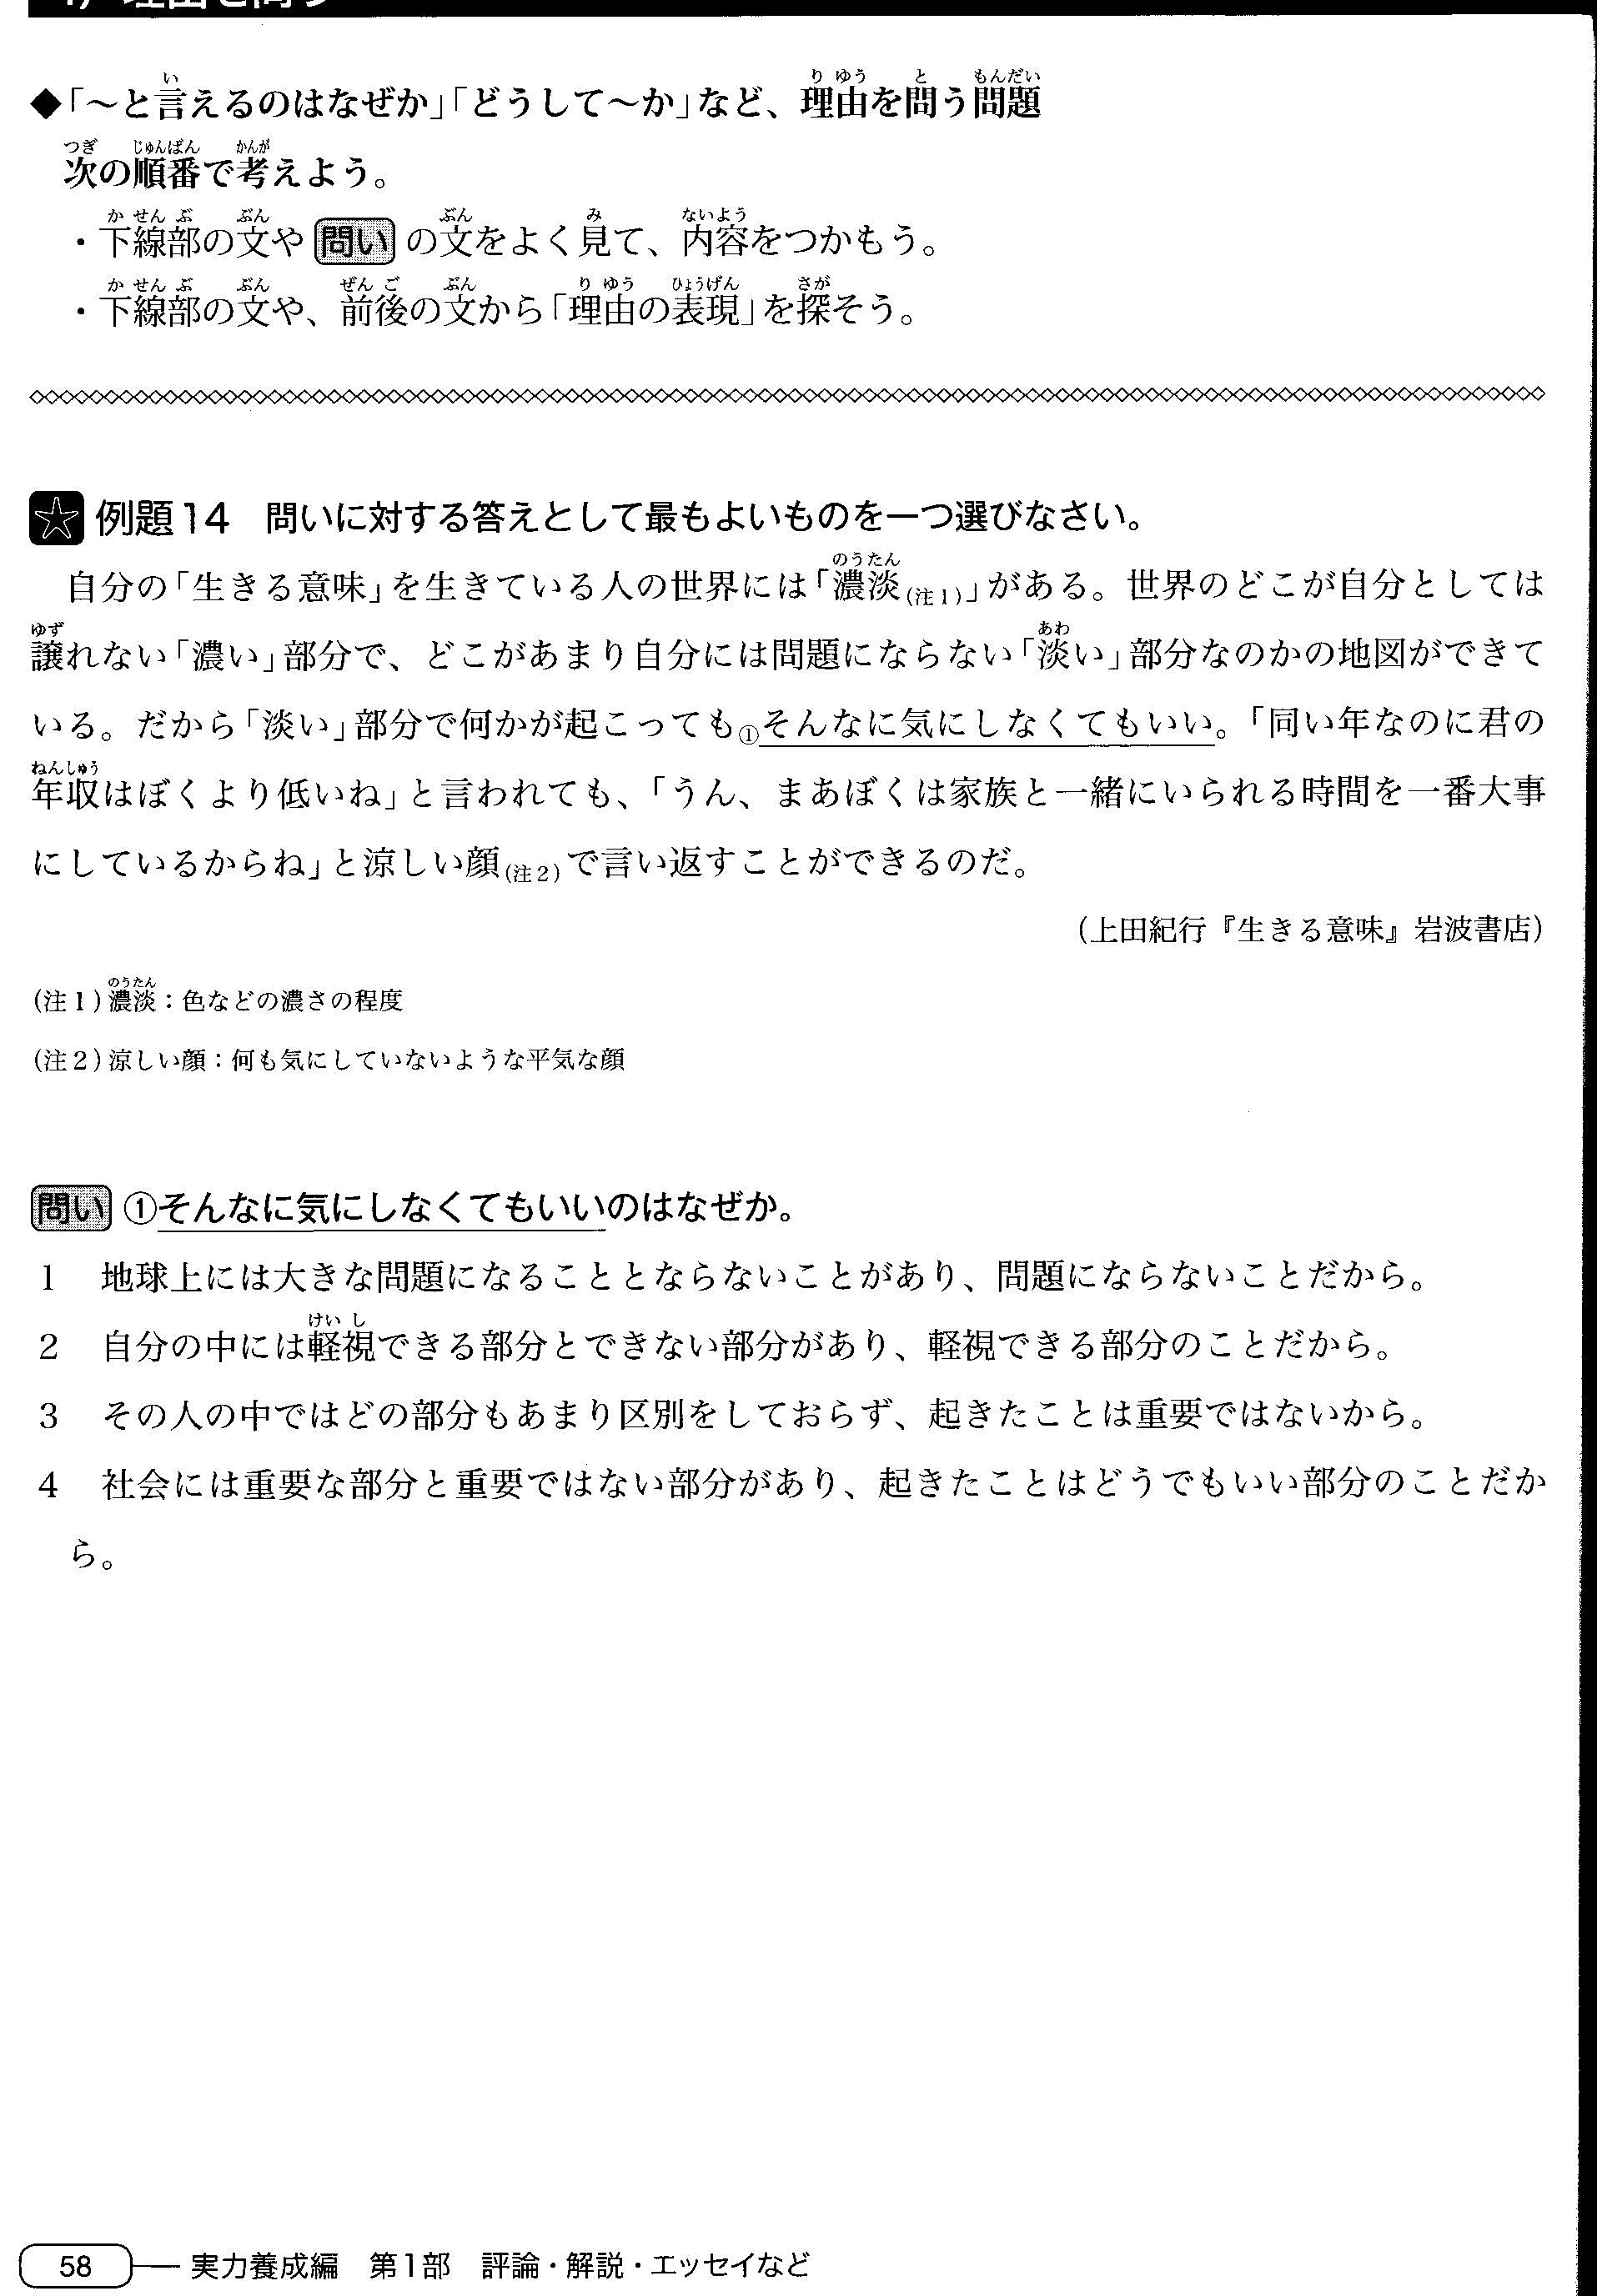 ◆「～と言えるのはなぜか」「どうして～か」など、理由を問う問題
次の順番で考えよう。
・下線部の文や 問い の文をよく見て、内容をつかもう。
・下線部の文や、前後の文から「理由の表現」を探そう。
例題14　問いに対する答えとして最もよいものを一つ選びなさい。
自分の「生きる意味」を生きている人の世界には「濃淡(注1)」がある。世界のどこが自分としては
譲れない「濃い」部分で、どこがあまり自分には問題にならない「淡い」部分なのかの地図ができて
いる。だから「淡い」部分で何かが起こっても①そんなに気にしなくてもいい。「同い年なのに君の
年収はぼくより低いね」と言われても、「うん、まあぼくは家族と一緒にいられる時間を一番大事
にしているからね」と涼しい顔(注2)で言い返すことができるのだ。
（上田紀行『生きる意味』岩波書店）
(注1)濃淡：色などの濃さの程度
(注2)涼しい顔：何も気にしていないような平気な顔
問い ①そんなに気にしなくてもいいのはなぜか。
1　地球上には大きな問題になることとならないことがあり、問題にならないことだから。
2　自分の中には軽視できる部分とできない部分があり、軽視できる部分のことだから。
3　その人の中ではどの部分もあまり区別をしておらず、起きたことは重要ではないから。
4　社会には重要な部分と重要ではない部分があり、起きたことはどうでもいい部分のことだか
ら。
58 実力養成編　第1部　評論・解説・エッセイなど